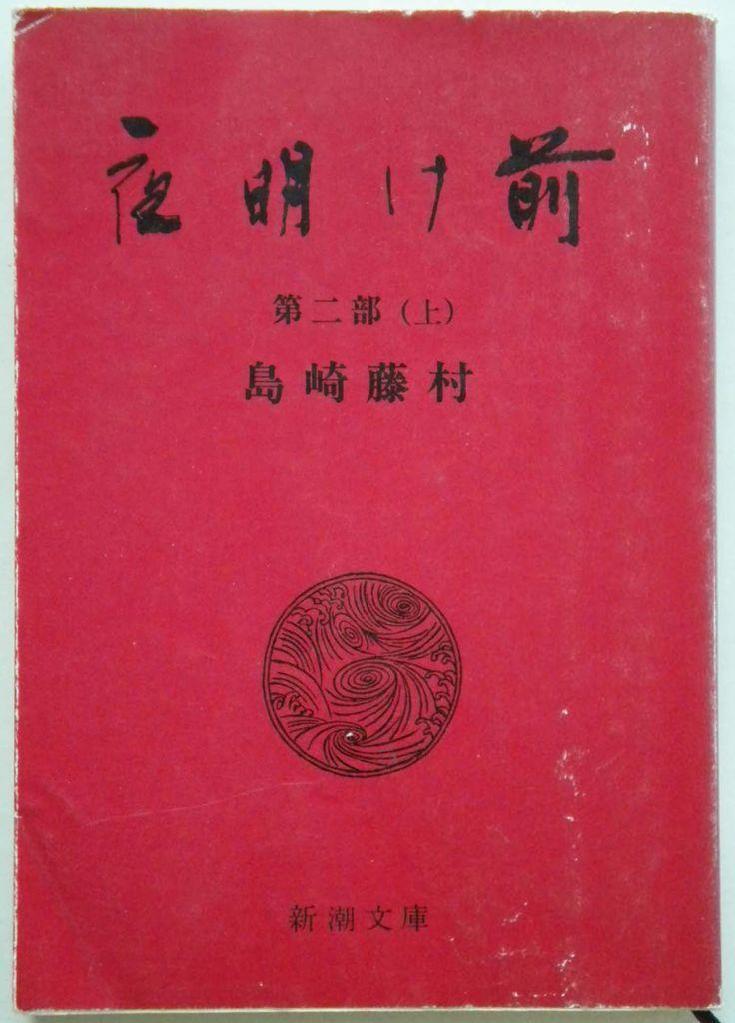 夜明け前
第二部(上)
島崎藤村
新潮文庫